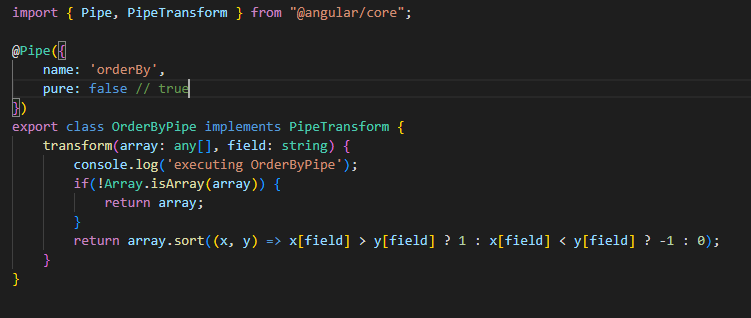 import { Pipe, PipeTransform } from "@angular/core";
@Pipe({
name: 'orderBy',
pure: false // true
})
export class OrderByPipe implements PipeTransform {
transform(array: any[], field: string) {
console.log('executing OrderByPipe');
if(!Array.isArray(array)) {
return array;
}
return array.sort((x, y) => x[field] > y[field] ? 1 : x[field] < y[field] ? -1 : 0);
}
}